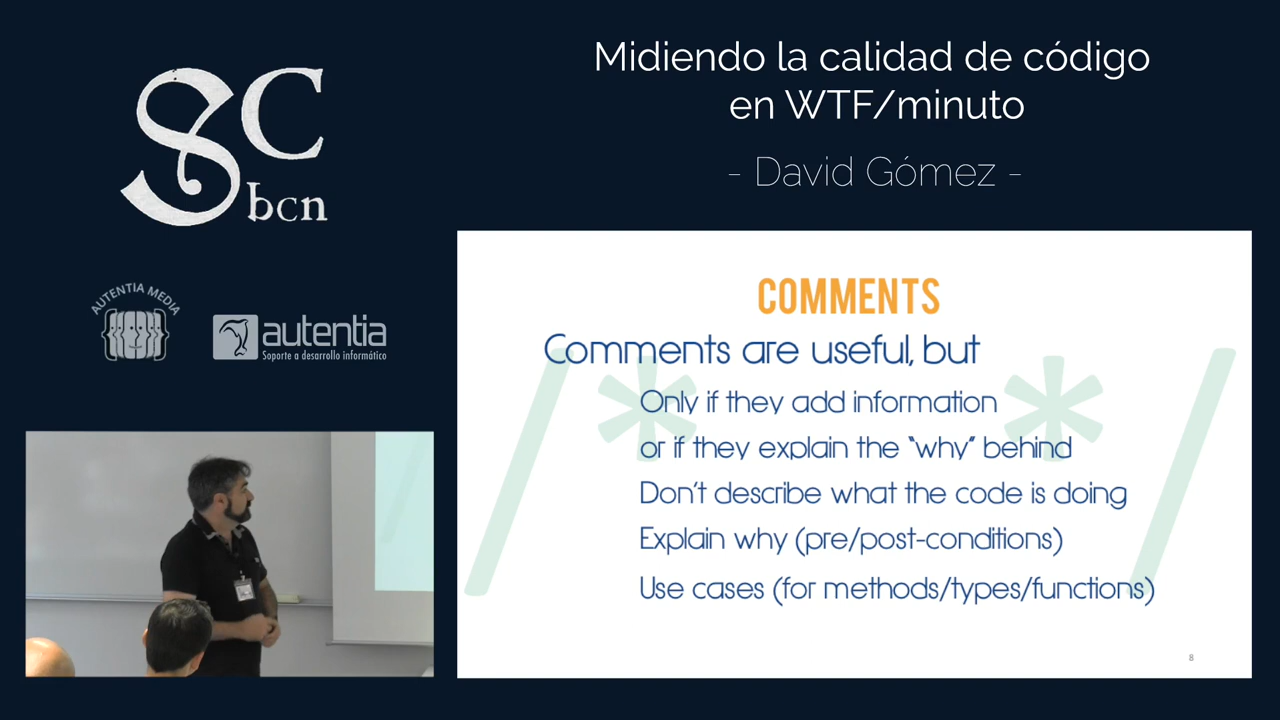 Midiendo la calidad de código
en WTF/minuto
- David Gómez -
SC
bcn
AUTENTIA MEDIA
autentia
Soporte a desarrollo informático
COMMENTS
Comments are useful, but
/* */
Only if they add information
or if they explain the “why” behind
Don't describe what the code is doing
Explain why (pre/post-conditions)
Use cases (for methods/types/functions)
8